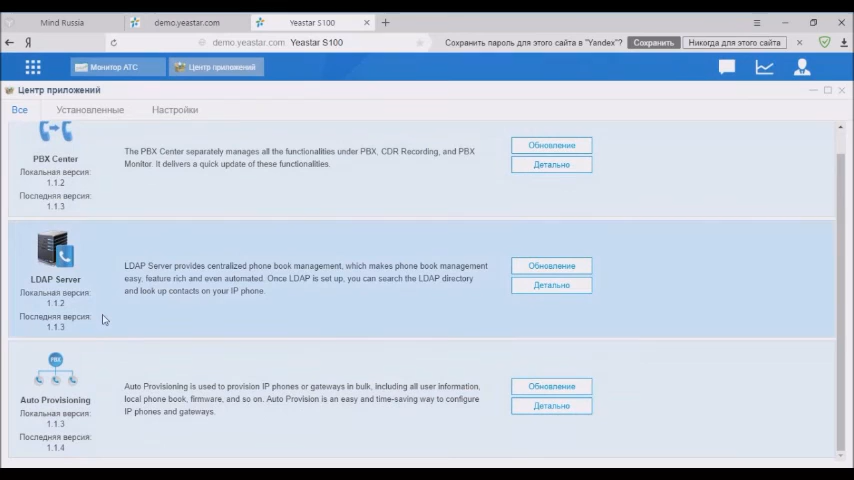 Mind Russia
demo.yeastar.com
Yeastar S100
Я
demo.yeastar.com Yeastar S100
Сохранить пароль для этого сайта в "Yandex"?
Сохранить
Никогда для этого сайта
Монитор АТС
Центр приложений
Центр приложений
Все
Установленные
Настройки
PBX Center
Локальная версия:
1.1.2
Последняя версия:
1.1.3
The PBX Center separately manages all the functionalities under PBX, CDR Recording, and PBX
Monitor. It delivers a quick update of these functionalities.
Обновление
Детально
LDAP Server
Локальная версия:
1.1.2
Последняя версия:
1.1.3
LDAP Server provides centralized phone book management, which makes phone book management
easy, feature rich and even automated. Once LDAP is set up, you can search the LDAP directory
and look up contacts on your IP phone.
Обновление
Детально
PBX
Auto Provisioning
Локальная версия:
1.1.3
Последняя версия:
1.1.4
Auto Provisioning is used to provision IP phones or gateways in bulk, including all user information,
local phone book, firmware, and so on. Auto Provision is an easy and time-saving way to configure
IP phones and gateways.
Обновление
Детально